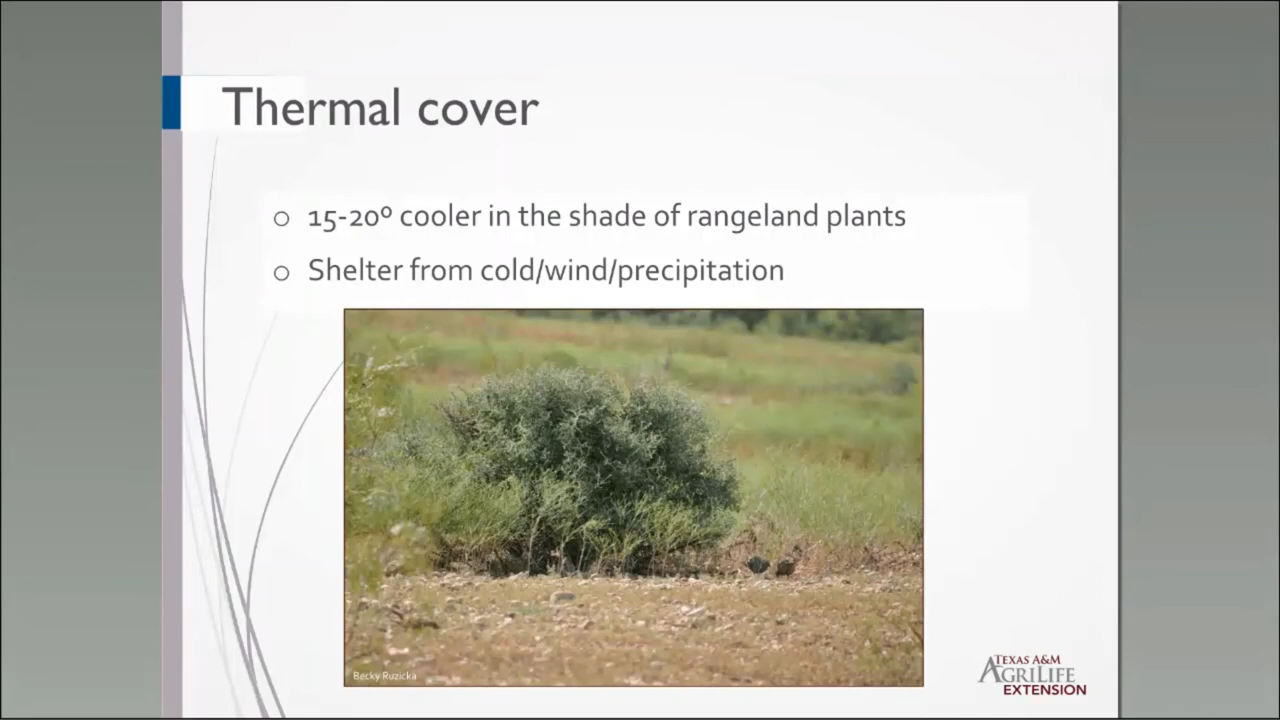 Thermal cover
15-20º cooler in the shade of rangeland plants
Shelter from cold/wind/precipitation
Becky Ruzicka
TEXAS A&M
AGRILIFE
EXTENSION